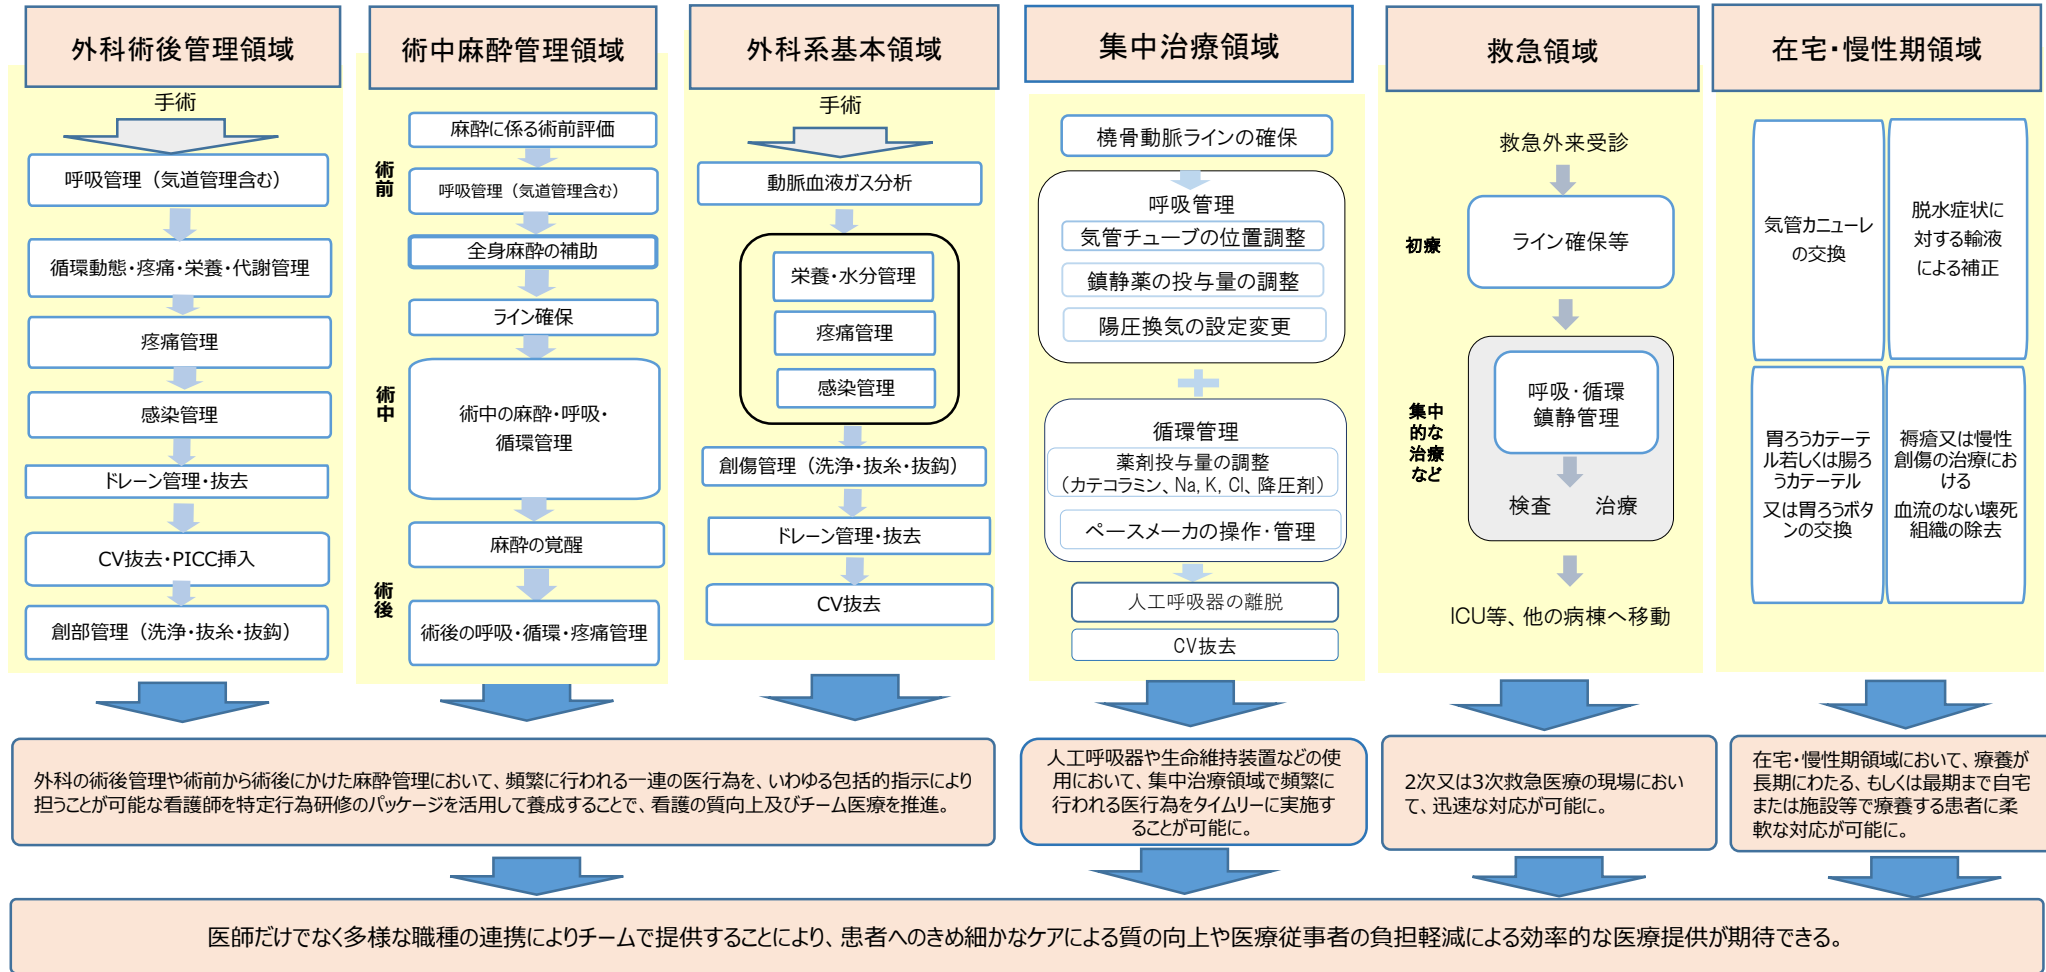 外科術後管理領域
手術
呼吸管理（気道管理含む）
循環動態・疼痛・栄養・代謝管理
疼痛管理
感染管理
ドレーン管理・抜去
CV抜去・PICC挿入
創部管理（洗浄・抜糸・抜鈎）
術中麻酔管理領域
術前
麻酔に係る術前評価
呼吸管理（気道管理含む）
全身麻酔の補助
ライン確保
術中
術中の麻酔・呼吸・
循環管理
麻酔の覚醒
術後
術後の呼吸・循環・疼痛管理
外科系基本領域
手術
動脈血液ガス分析
栄養・水分管理
疼痛管理
感染管理
創傷管理（洗浄・抜糸・抜鈎）
ドレーン管理・抜去
CV抜去
集中治療領域
橈骨動脈ラインの確保
呼吸管理
気管チューブの位置調整
鎮静薬の投与量の調整
陽圧換気の設定変更
循環管理
薬剤投与量の調整
（カテコラミン、Na, K, Cl、降圧剤）
ペースメーカの操作・管理
人工呼吸器の離脱
CV抜去
救急領域
救急外来受診
初療
ライン確保等
集中
的な
治療
など
呼吸・循環
鎮静管理
検査 治療
ICU等、他の病棟へ移動
在宅・慢性期領域
気管カニューレ
の交換
脱水症状に
対する輸液
による補正
胃ろうカテーテ
ル若しくは腸ろ
うカテーテル
又は胃ろうボタ
ンの交換
褥瘡又は慢性
創傷の治療にお
ける
血流のない壊死
組織の除去
外科の術後管理や術前から術後にかけた麻酔管理において、頻繁に行われる一連の医行為を、いわゆる包括的指示により
担うことが可能な看護師を特定行為研修のパッケージを活用して養成することで、看護の質向上及びチーム医療を推進。
人工呼吸器や生命維持装置などの使
用において、集中治療領域で頻繁に
行われる医行為をタイムリーに実施す
ることが可能に。
2次又は3次救急医療の現場におい
て、迅速な対応が可能に。
在宅・慢性期領域において、療養が
長期にわたる、もしくは最期まで自宅
または施設等で療養する患者に柔
軟な対応が可能に。
医師だけでなく多様な職種の連携によりチームで提供することにより、患者へのきめ細かなケアによる質の向上や医療従事者の負担軽減による効率的な医療提供が期待できる。